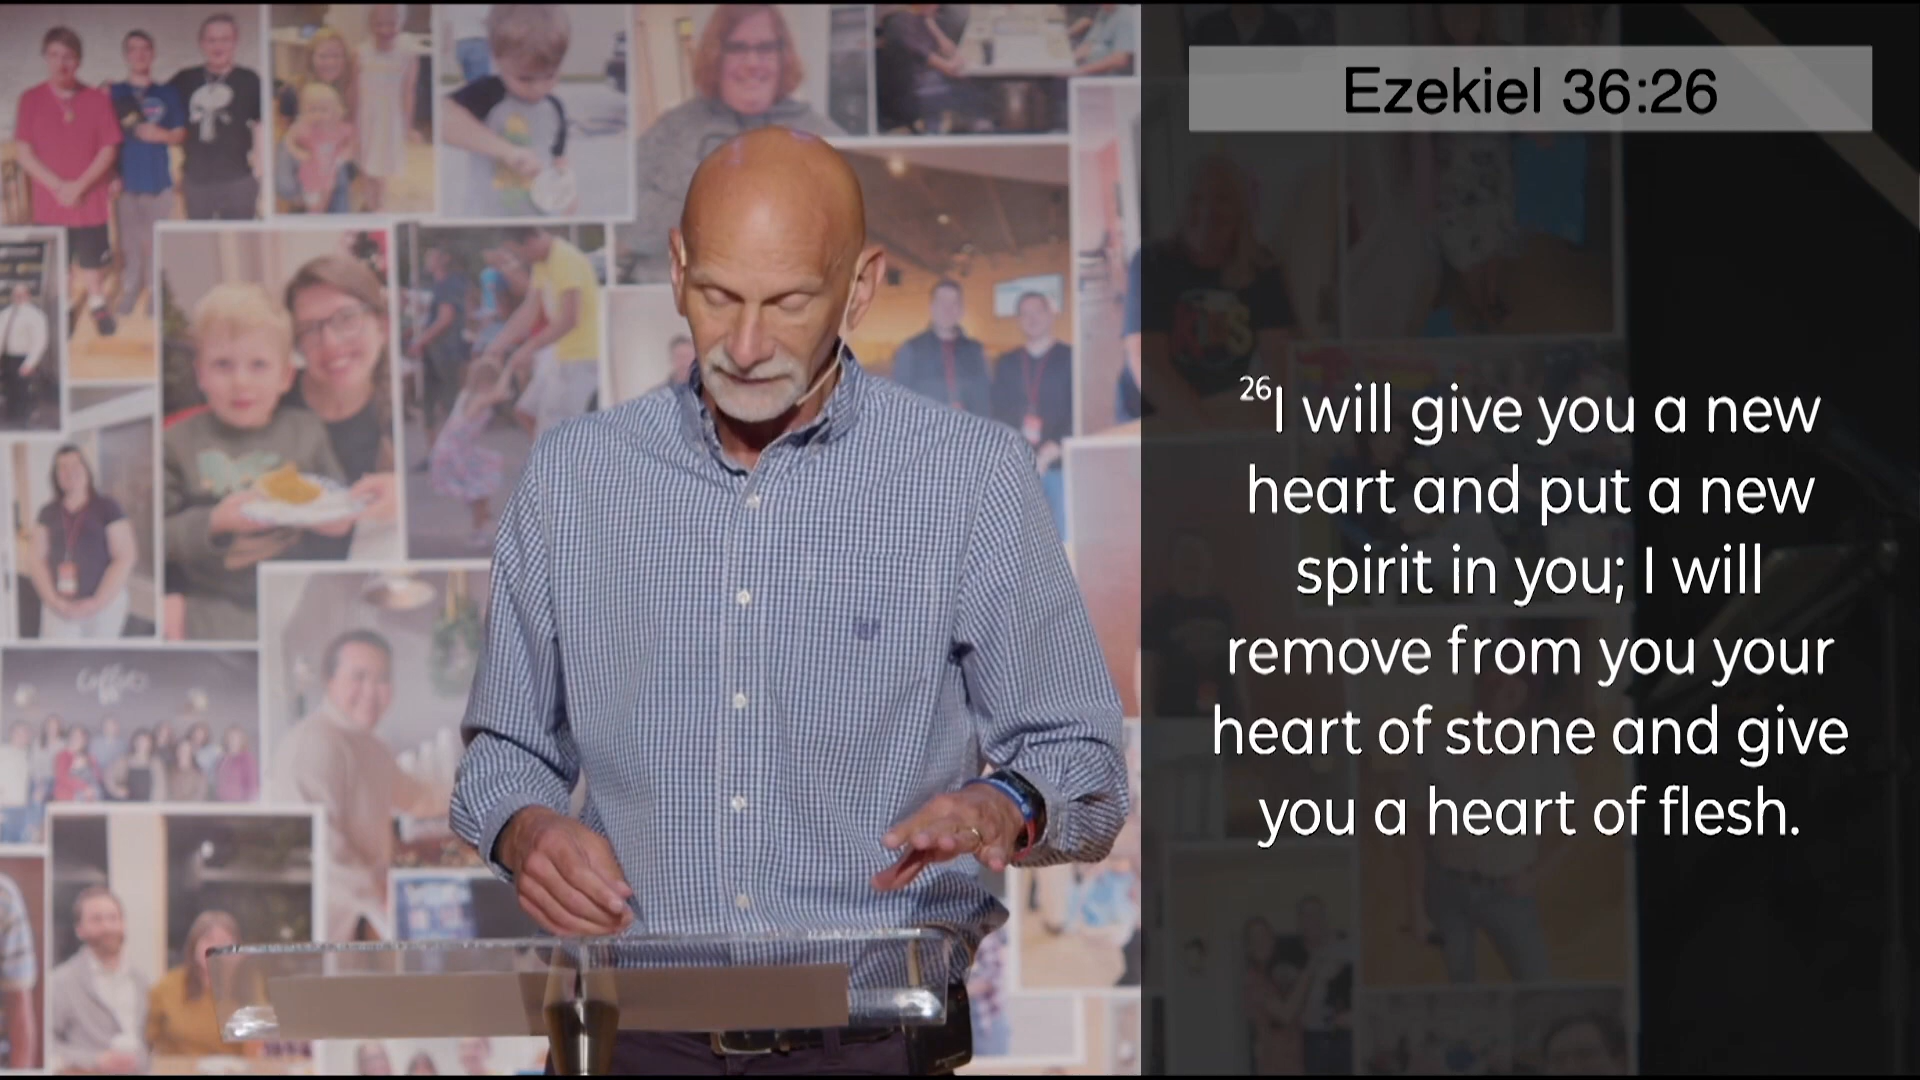 Ezekiel 36:26
26I will give you a new
heart and put a new
spirit in you; I will
remove from you your
heart of stone and give
you a heart of flesh.
Coffee